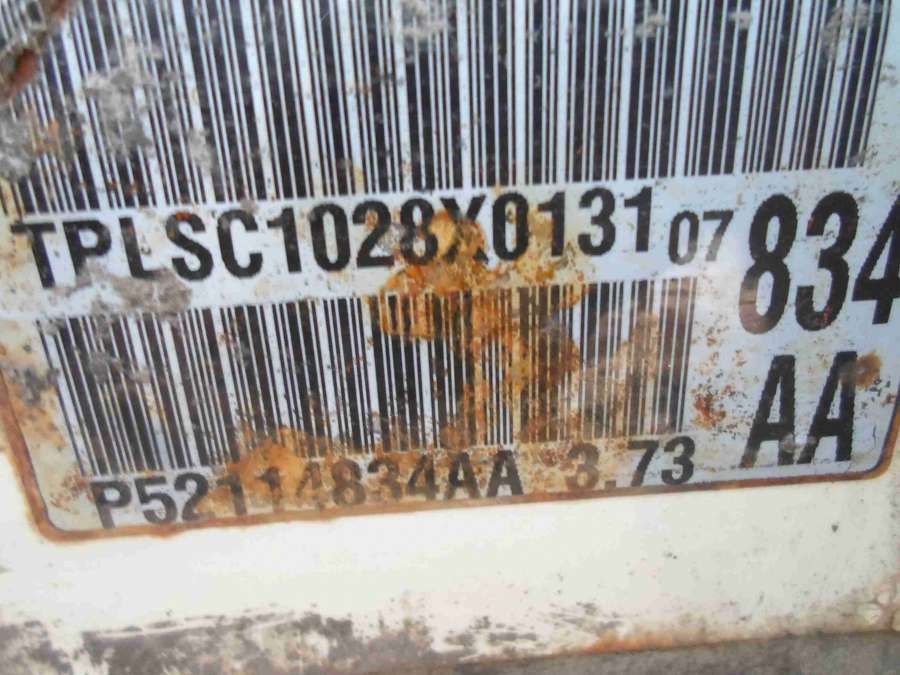 TPLSC1028X0131 07 834
AA
P52114834AA 3.73